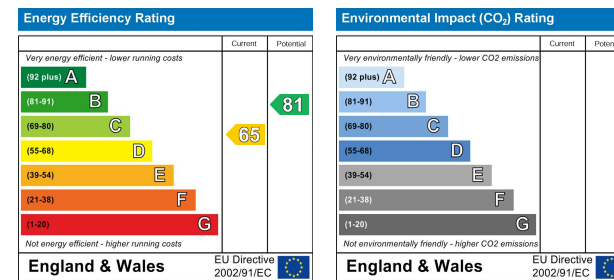 Energy Efficiency Rating
Current Potential
Very energy efficient - lower running costs
(92 plus) A
(81-91) B
81
(69-80) C
65
(55-68) D
(39-54) E
(21-38) F
(1-20) G
Not energy efficient - higher running costs
England & Wales
EU Directive
2002/91/EC
Environmental Impact (CO₂) Rating
Current Poten
Very environmentally friendly - lower CO2 emissions
(92 plus) A
(81-91) B
(69-80) C
(55-68) D
(39-54) E
(21-38) F
(1-20) G
Not environmentally friendly - higher CO2 emissions
England & Wales
EU Directive
2002/91/EC